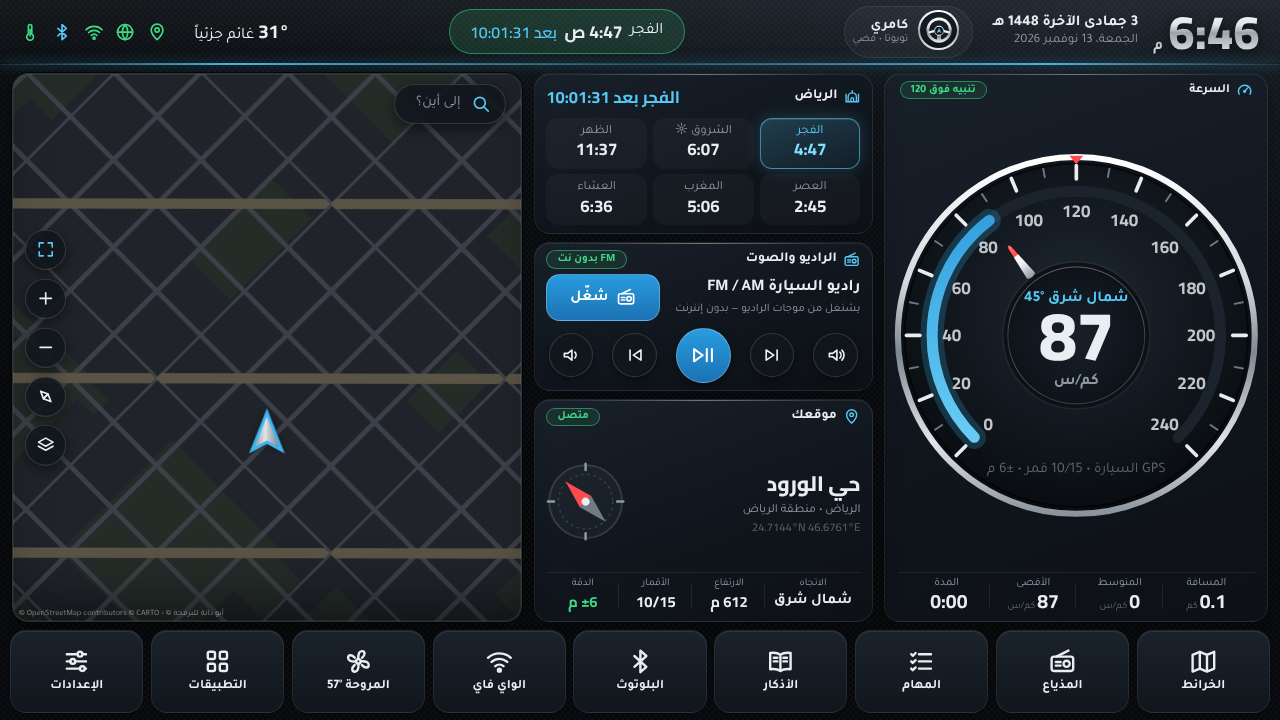 6:46 م
3 جمادى الآخرة 1448 هـ
الجمعة، 13 نوفمبر 2026
كامري
تويوتا • فضي
الفجر 4:47 ص بعد 10:01:31
31° غائم جزئياً
السرعة
تنبيه فوق 120
0
20
40
60
80
100
120
140
160
180
200
220
240
شمال شرق 45°
87
كم/س
GPS السيارة • 10/15 قمر • ±6 م
المسافة
0.1 كم
المتوسط
0 كم/س
الأقصى
87 كم/س
المدة
0:00
الرياض
الفجر بعد 10:01:31
الفجر
4:47
الشروق
6:07
الظهر
11:37
العصر
2:45
المغرب
5:06
العشاء
6:36
الراديو والصوت
FM بدون نت
راديو السيارة FM / AM
يشتغل من موجات الراديو – بدون إنترنت
شغّل
موقعك
متصل
حي الورود
الرياض • منطقة الرياض
24.7144°N 46.6761°E
الاتجاه
شمال شرق
الارتفاع
612 م
الأقمار
10/15
الدقة
±6 م
إلى أين؟
© OpenStreetMap contributors © CARTO • © أبو دانة للبرمجة
الخرائط
المذياع
المهام
الأذكار
البلوتوث
الواي فاي
المروحة 57°
التطبيقات
الإعدادات